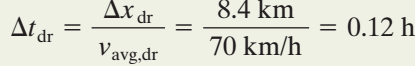 Δt_dr = Δx_dr / v_avg,dr = 8.4 km / 70 km/h = 0.12 h